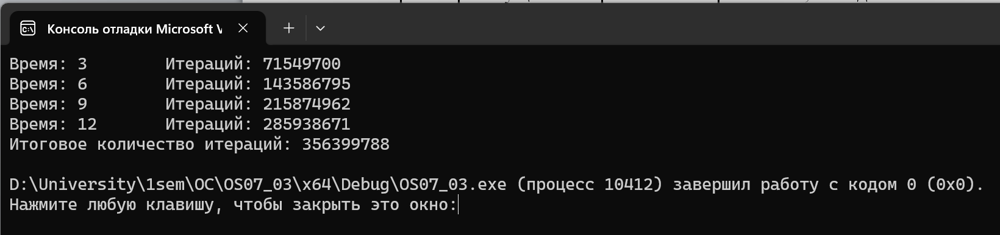 Консоль отладки Microsoft V
Время: 3 Итераций: 71549700
Время: 6 Итераций: 143586795
Время: 9 Итераций: 215874962
Время: 12 Итераций: 285938671
Итоговое количество итераций: 356399788
D:\University\1sem\OC\OS07_03\x64\Debug\OS07_03.exe (процесс 10412) завершил работу с кодом 0 (0x0).
Нажмите любую клавишу, чтобы закрыть это окно: